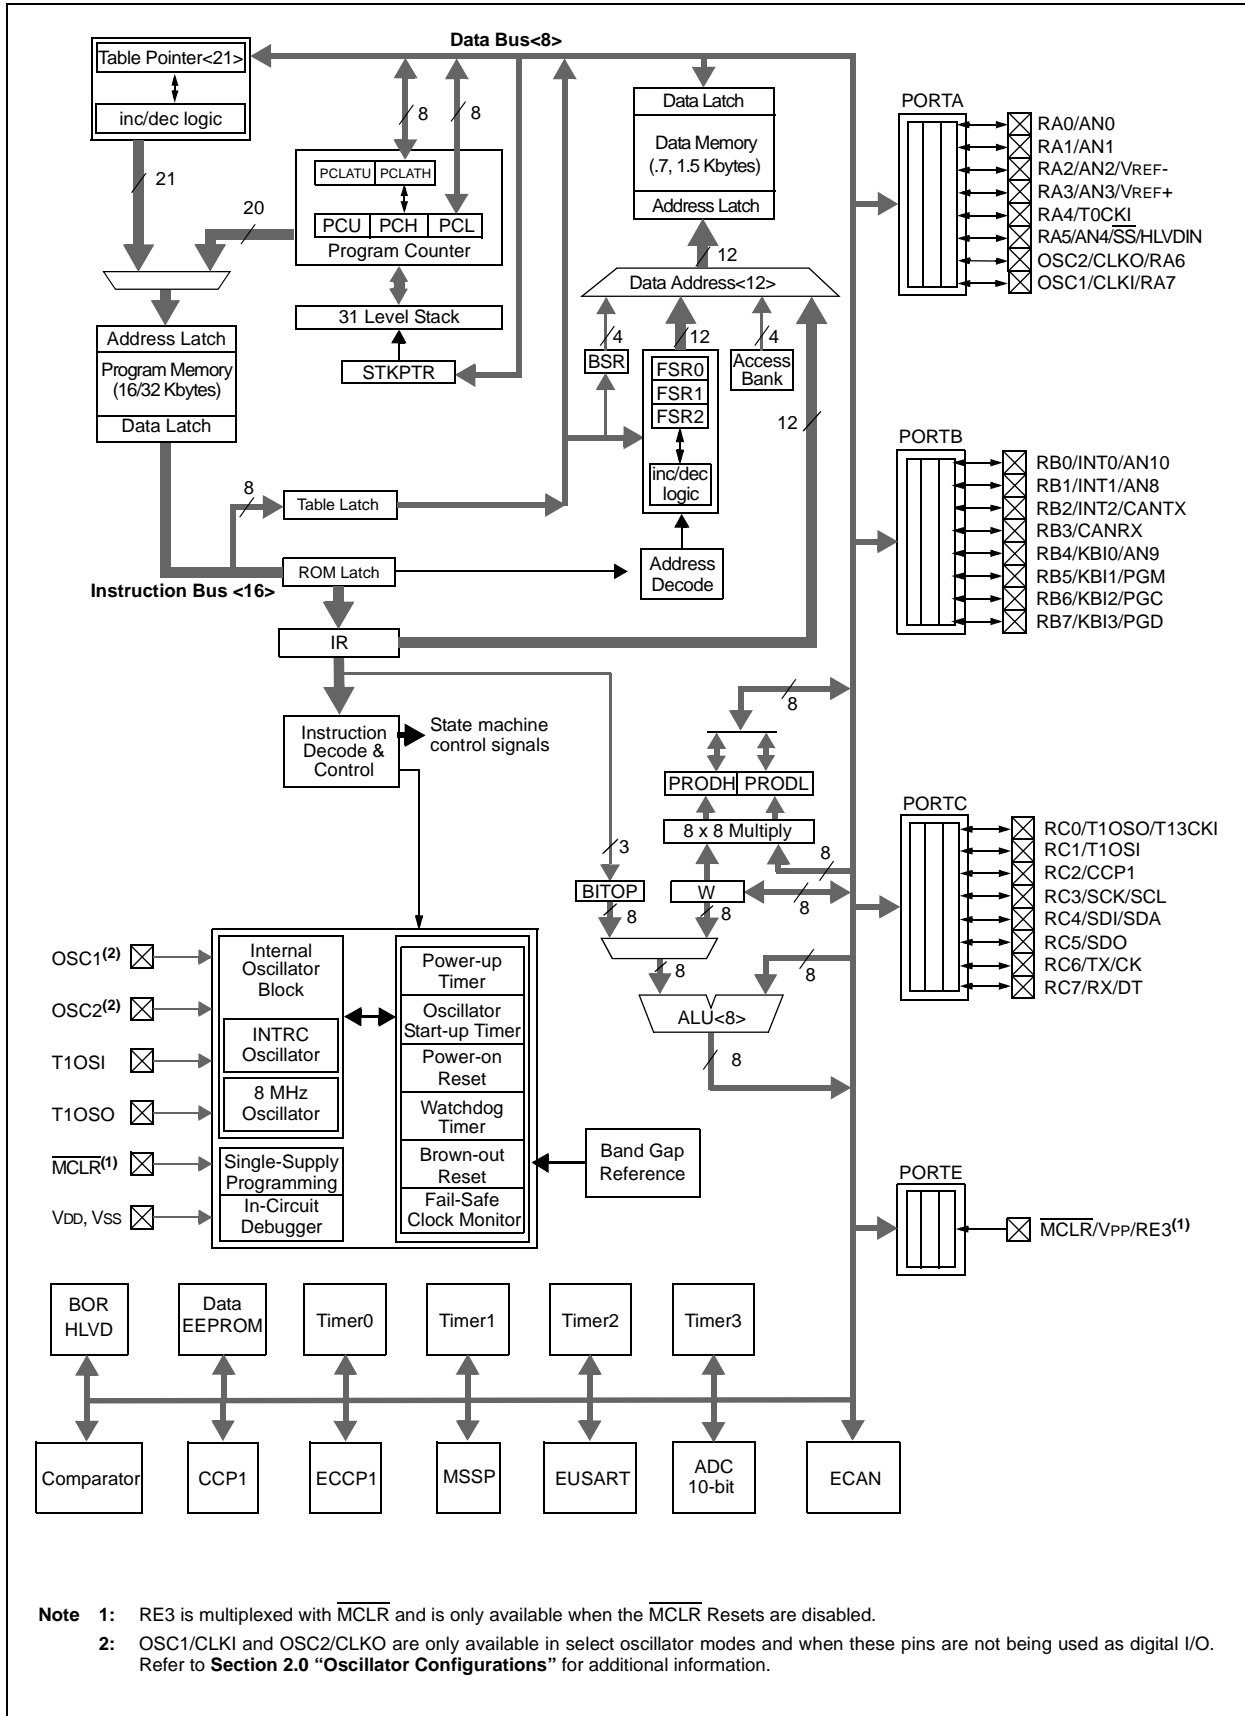 Data Bus<8>
Table Pointer<21>
inc/dec logic
21
20
8
8
PCLATU
PCLATH
PCU
PCH
PCL
Program Counter
31 Level Stack
STKPTR
Address Latch
Program Memory
(16/32 Kbytes)
Data Latch
8
Table Latch
ROM Latch
Instruction Bus <16>
IR
Data Latch
Data Memory
(.7, 1.5 Kbytes)
Address Latch
12
Data Address<12>
4
12
4
BSR
FSR0
FSR1
FSR2
inc/dec
logic
Access
Bank
12
Address
Decode
Instruction
Decode &
Control
State machine
control signals
8
PRODH
PRODL
8 x 8 Multiply
3
8
BITOP
W
8
8
8
8
8
ALU<8>
8
PORTA
RA0/AN0
RA1/AN1
RA2/AN2/VREF-
RA3/AN3/VREF+
RA4/T0CKI
RA5/AN4/SS/HLVDIN
OSC2/CLKO/RA6
OSC1/CLKI/RA7
PORTB
RB0/INT0/AN10
RB1/INT1/AN8
RB2/INT2/CANTX
RB3/CANRX
RB4/KBI0/AN9
RB5/KBI1/PGM
RB6/KBI2/PGC
RB7/KBI3/PGD
PORTC
RC0/T1OSO/T13CKI
RC1/T1OSI
RC2/CCP1
RC3/SCK/SCL
RC4/SDI/SDA
RC5/SDO
RC6/TX/CK
RC7/RX/DT
PORTE
MCLR/VPP/RE3(1)
OSC1(2)
OSC2(2)
T1OSI
T1OSO
MCLR(1)
VDD, VSS
Internal
Oscillator
Block
INTRC
Oscillator
8 MHz
Oscillator
Single-Supply
Programming
In-Circuit
Debugger
Power-up
Timer
Oscillator
Start-up Timer
Power-on
Reset
Watchdog
Timer
Brown-out
Reset
Fail-Safe
Clock Monitor
Band Gap
Reference
BOR
HLVD
Data
EEPROM
Timer0
Timer1
Timer2
Timer3
Comparator
CCP1
ECCP1
MSSP
EUSART
ADC
10-bit
ECAN
Note 1: RE3 is multiplexed with MCLR and is only available when the MCLR Resets are disabled.
2: OSC1/CLKI and OSC2/CLKO are only available in select oscillator modes and when these pins are not being used as digital I/O.
Refer to Section 2.0 “Oscillator Configurations” for additional information.